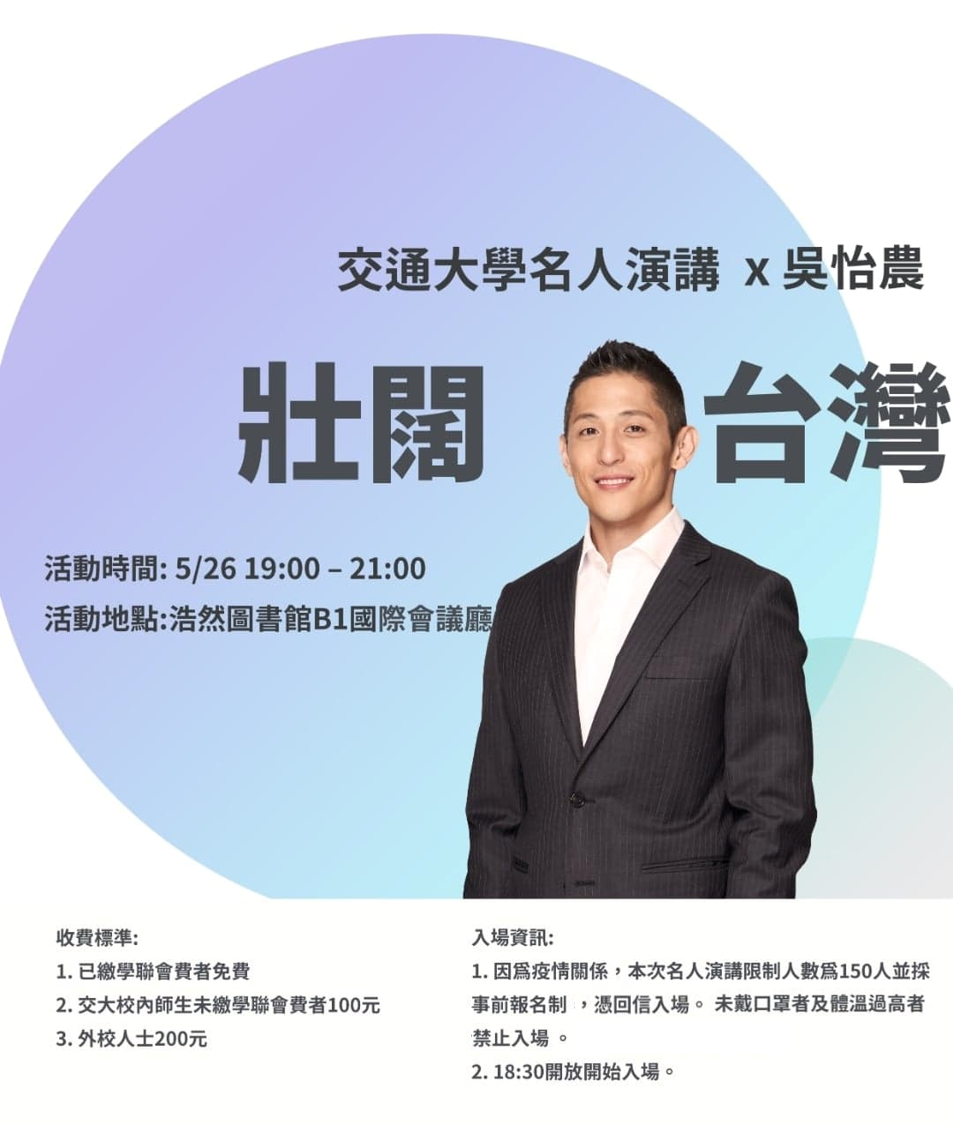 交通大學名人演講 x 吳怡農
壯闊 台灣
活動時間: 5/26 19:00 – 21:00
活動地點:浩然圖書館B1國際會議廳
收費標準:
1. 已繳學聯會費者免費
2. 交大校內師生未繳學聯會費者100元
3. 外校人士200元
入場資訊:
1. 因為疫情關係，本次名人演講限制人數為150人並採
事前報名制 ，憑回信入場。 未戴口罩者及體溫過高者
禁止入場 。
2. 18:30開放開始入場。